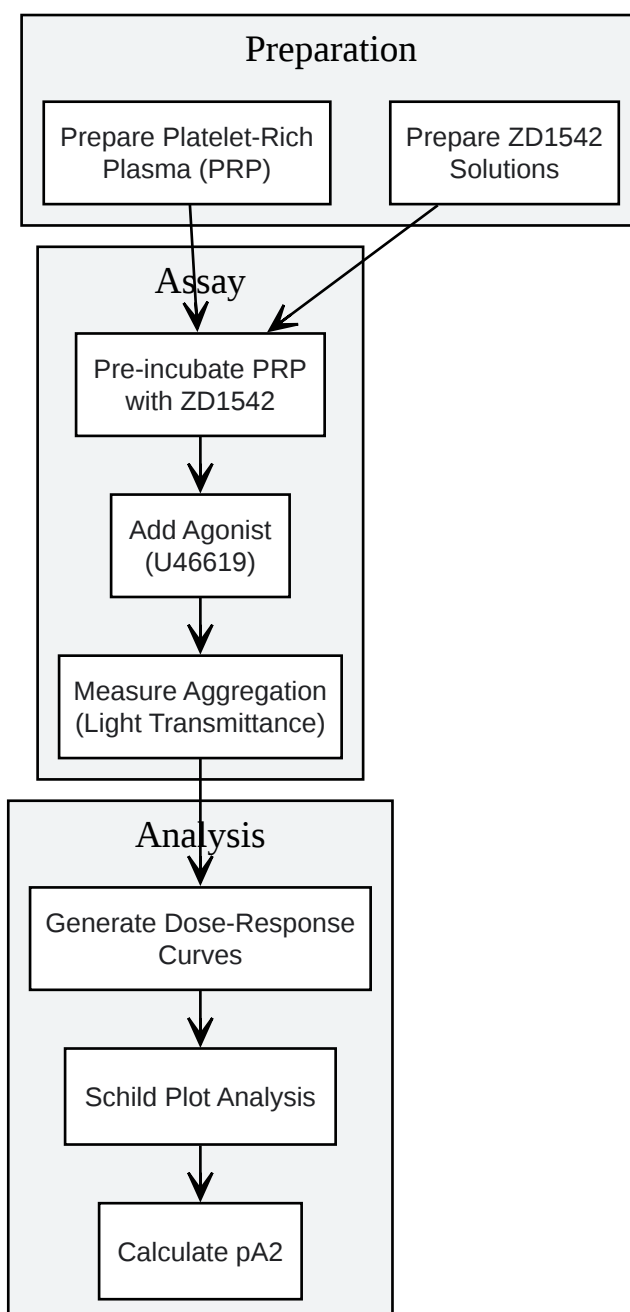 Preparation
Prepare Platelet-Rich
Plasma (PRP)
Prepare ZD1542
Solutions
Assay
Pre-incubate PRP
with ZD1542
Add Agonist
(U46619)
Measure Aggregation
(Light Transmittance)
Analysis
Generate Dose-Response
Curves
Schild Plot Analysis
Calculate pA2